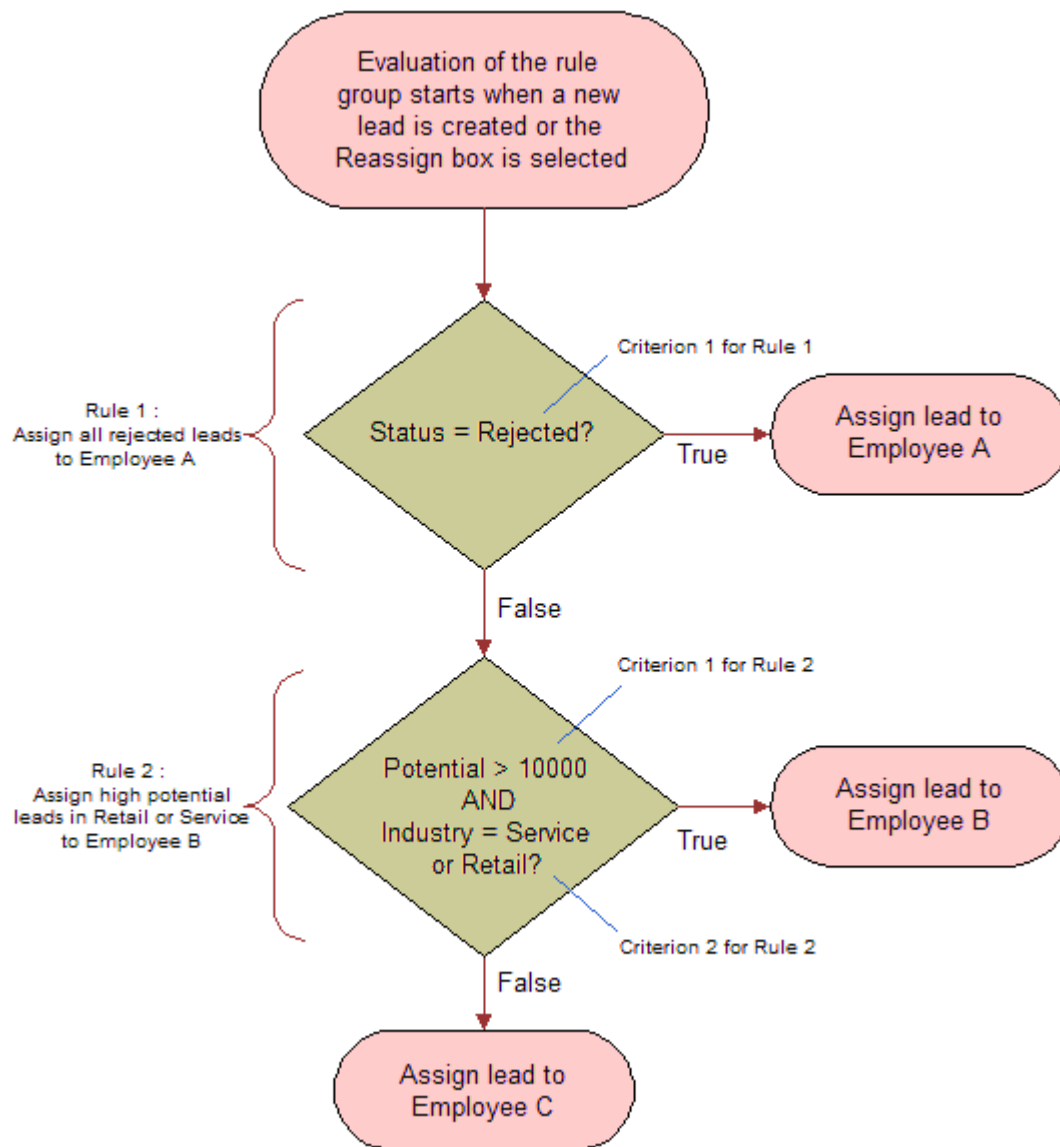 Evaluation of the rule
group starts when a new
lead is created or the
Reassign box is selected
Criterion 1 for Rule 1
Rule 1 :
Assign all rejected leads
to Employee A
Status = Rejected?
True
Assign lead to
Employee A
False
Criterion 1 for Rule 2
Rule 2 :
Assign high potential
leads in Retail or Service
to Employee B
Potential > 10000
AND
Industry = Service
or Retail?
True
Assign lead to
Employee B
Criterion 2 for Rule 2
False
Assign lead to
Employee C